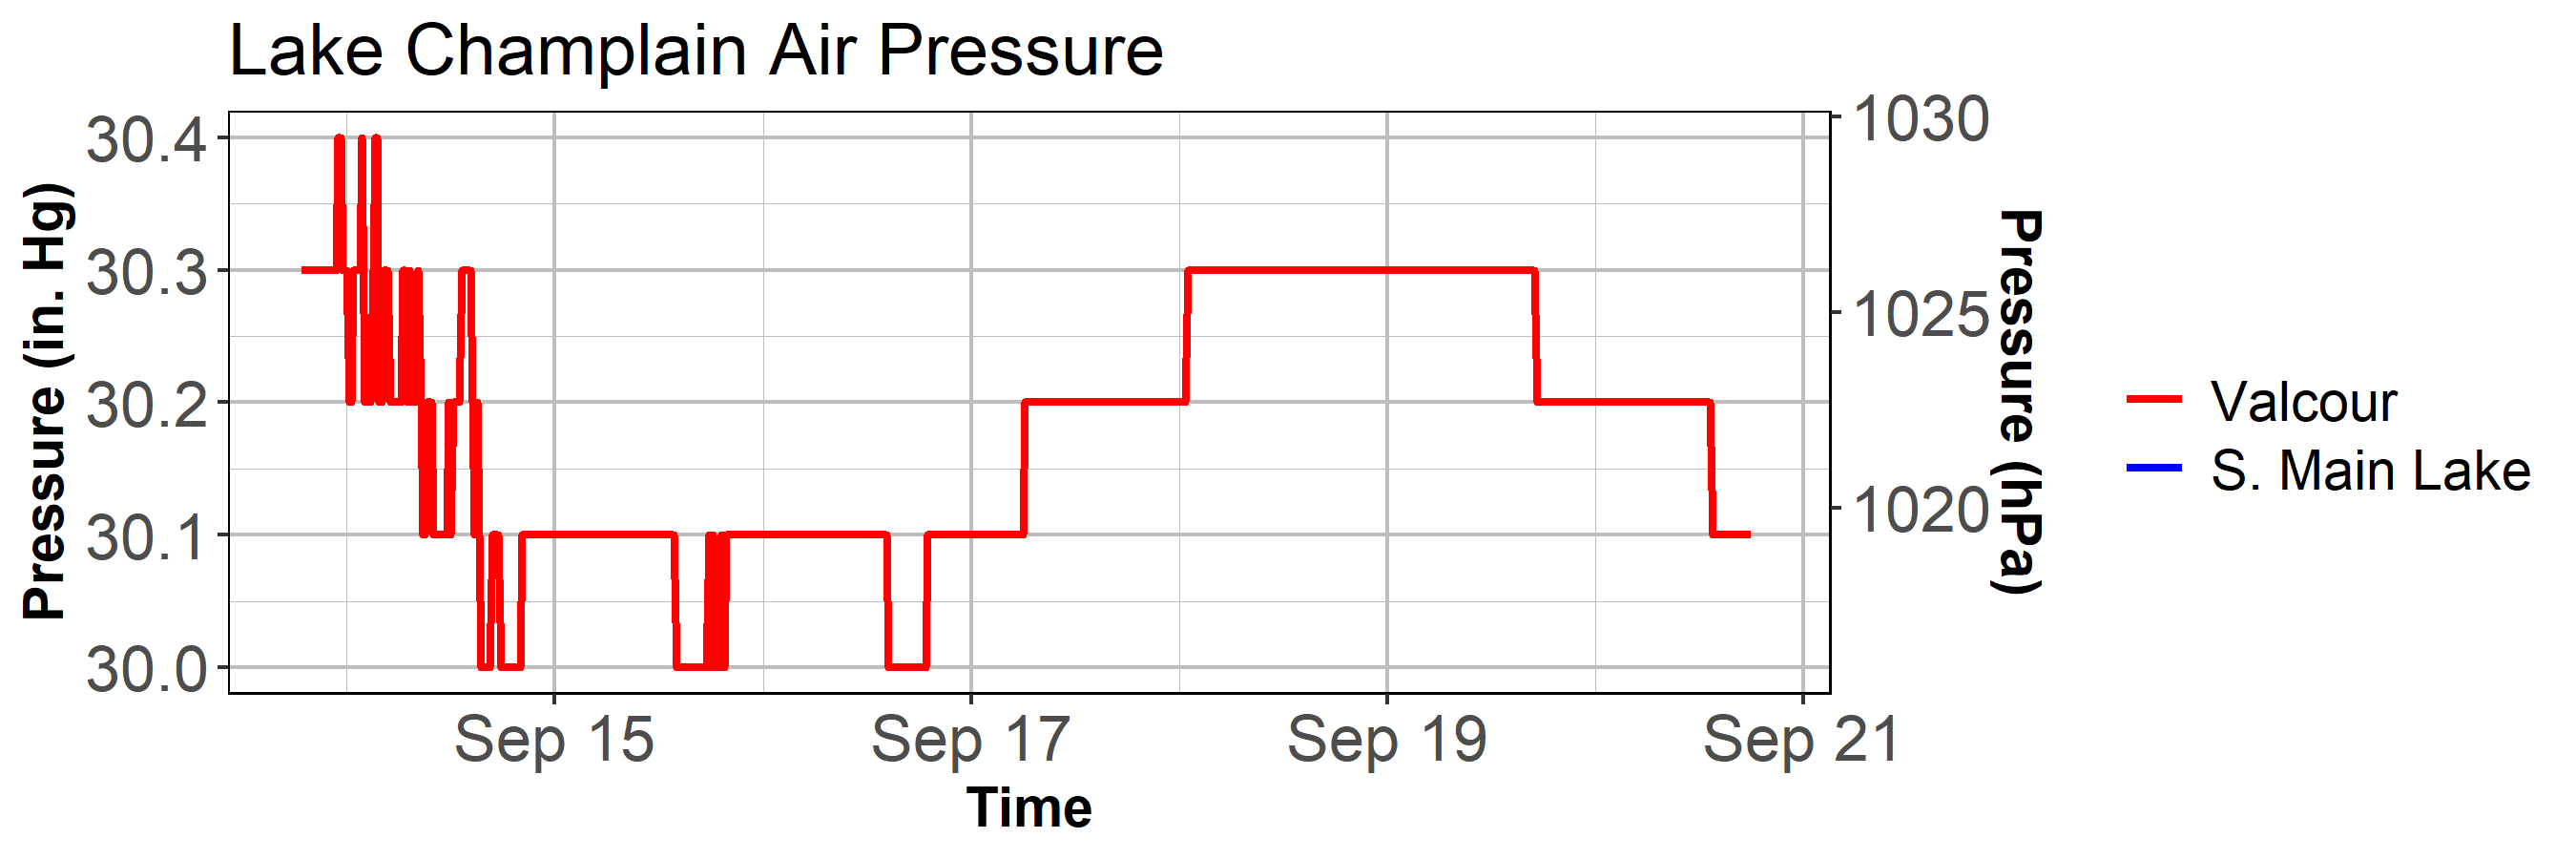 Lake Champlain Air Pressure
Pressure (in. Hg)
30.4
30.3
30.2
30.1
30.0
1030
1025
1020
Pressure (hPa)
Sep 15
Sep 17
Sep 19
Sep 21
Time
Valcour
S. Main Lake